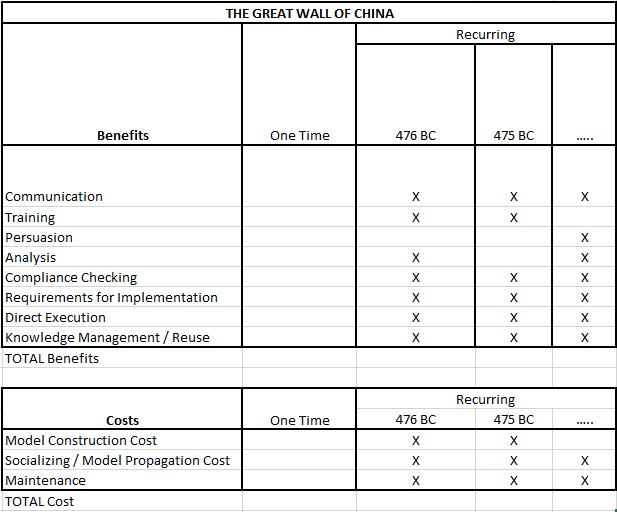 THE GREAT WALL OF CHINA
Recurring
Benefits One Time 476 BC 475 BC .....
Communication X X X
Training X X
Persuasion X
Analysis X X
Compliance Checking X X X
Requirements for Implementation X X X
Direct Execution X X X
Knowledge Management / Reuse X X X
TOTAL Benefits
Recurring
Costs One Time 476 BC 475 BC .....
Model Construction Cost X X
Socializing / Model Propagation Cost X X X
Maintenance X X X
TOTAL Cost